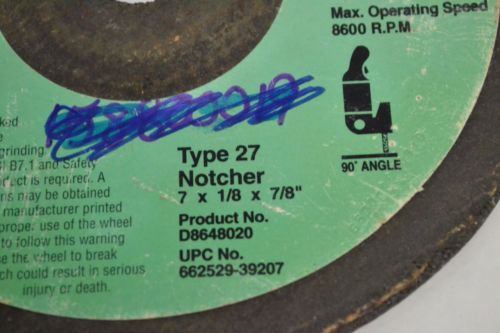 Max. Operating Speed
8600 R.P.M
90° ANGLE
Type 27
Notcher
7 x 1/8 x 7/8"
Product No.
D8648020
UPC No.
662529-39207
grinding
B7.1 and Safety
is required. A
may be obtained
manufacturer printed
proper use of the wheel
to follow this warning
the wheel to break
could result in serious
injury or death.